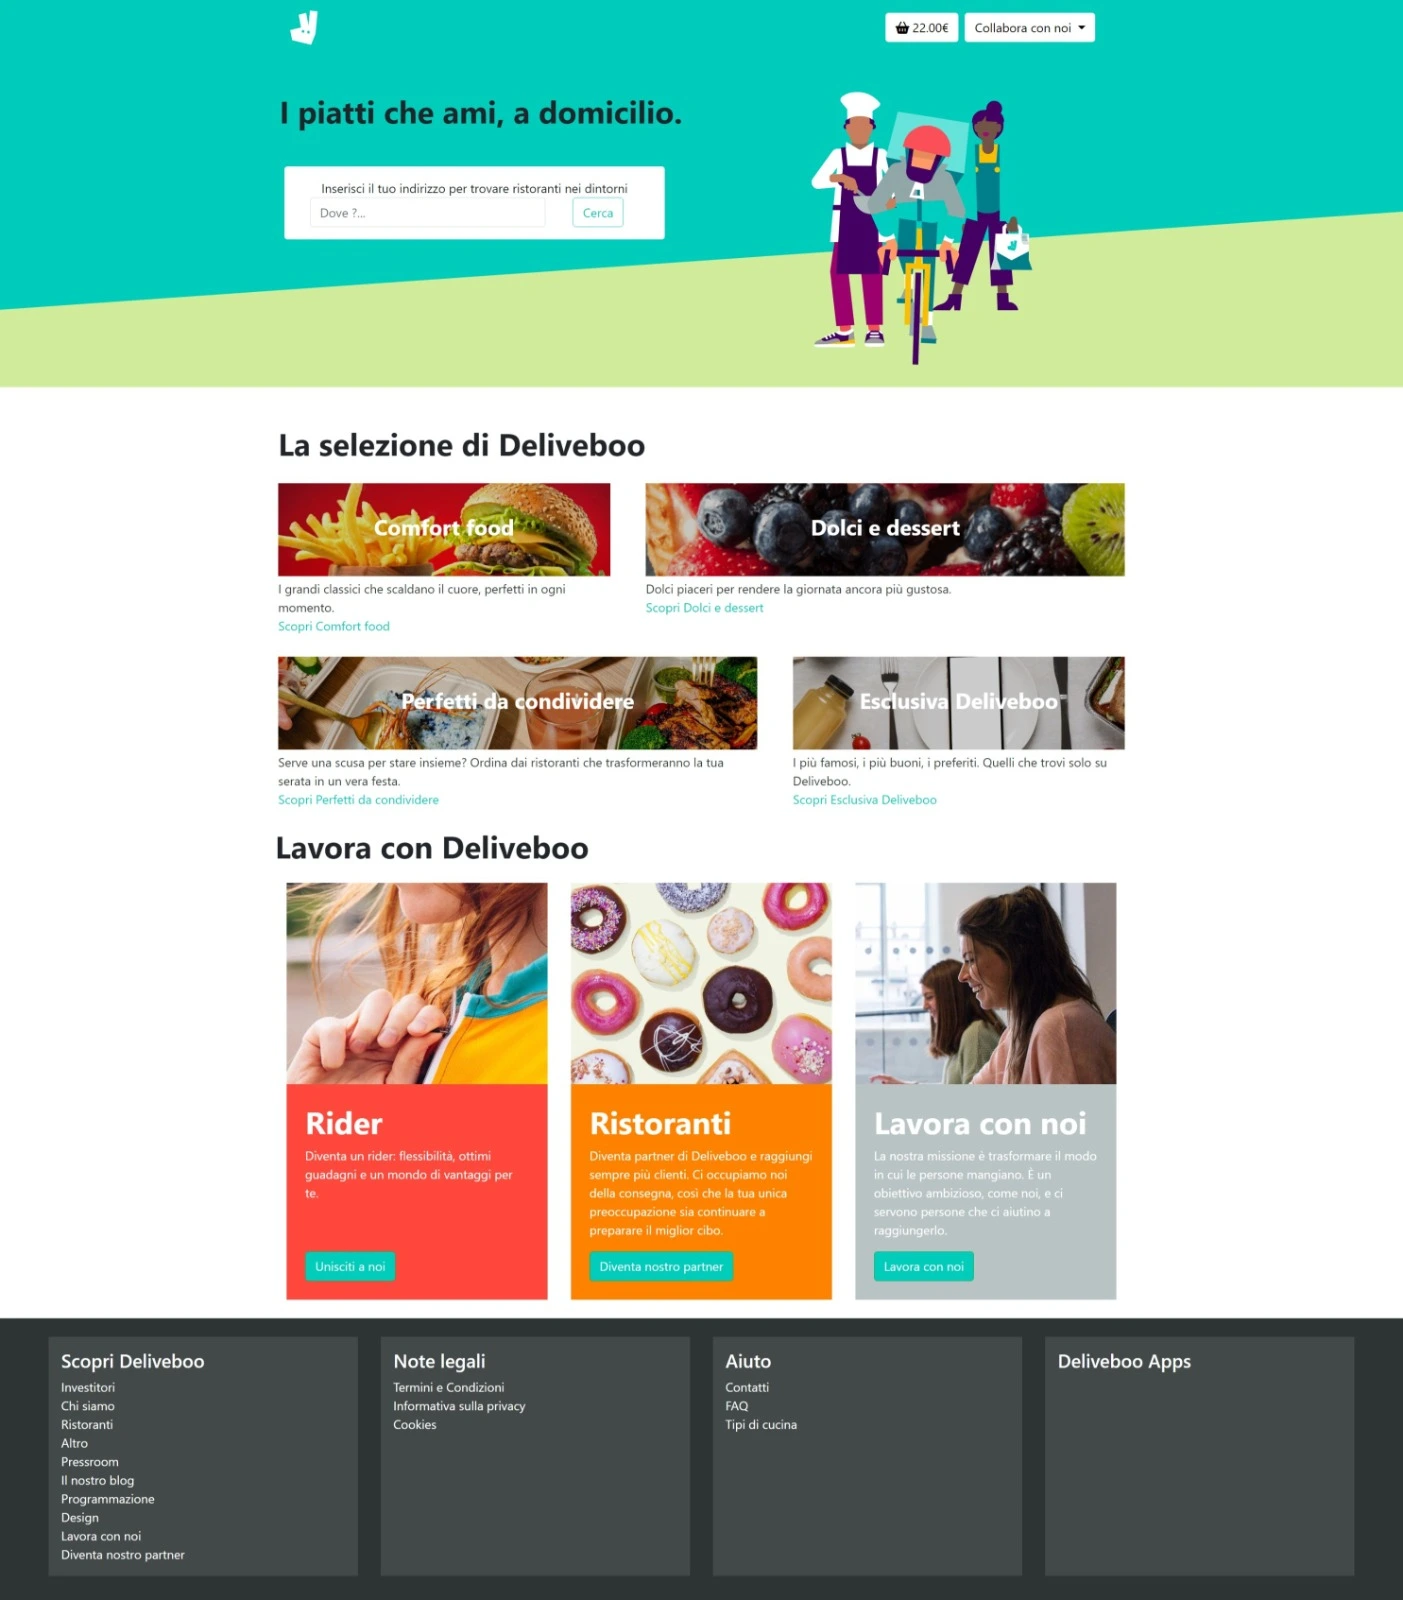 22.00€
Collabora con noi
I piatti che ami, a domicilio.
Inserisci il tuo indirizzo per trovare ristoranti nei dintorni
Dove ?...
Cerca
La selezione di Deliveboo
Comfort food
I grandi classici che scaldano il cuore, perfetti in ogni
momento.
Scopri Comfort food
Dolci e dessert
Dolci piaceri per rendere la giornata ancora più gustosa.
Scopri Dolci e dessert
Perfetti da condividere
Serve una scusa per stare insieme? Ordina dai ristoranti che trasformeranno la tua
serata in un vera festa.
Scopri Perfetti da condividere
Esclusiva Deliveboo
I più famosi, i più buoni, i preferiti. Quelli che trovi solo su
Deliveboo.
Scopri Esclusiva Deliveboo
Lavora con Deliveboo
Rider
Diventa un rider: flessibilità, ottimi
guadagni e un mondo di vantaggi per
te.
Unisciti a noi
Ristoranti
Diventa partner di Deliveboo e raggiungi
sempre più clienti. Ci occupiamo noi
della consegna, così che la tua unica
preoccupazione sia continuare a
preparare il miglior cibo.
Diventa nostro partner
Lavora con noi
La nostra missione è trasformare il modo
in cui le persone mangiano. È un
obiettivo ambizioso, come noi, e ci
servono persone che ci aiutino a
raggiungerlo.
Lavora con noi
Scopri Deliveboo
Investitori
Chi siamo
Ristoranti
Altro
Pressroom
Il nostro blog
Programmazione
Design
Lavora con noi
Diventa nostro partner
Note legali
Termini e Condizioni
Informativa sulla privacy
Cookies
Aiuto
Contatti
FAQ
Tipi di cucina
Deliveboo Apps